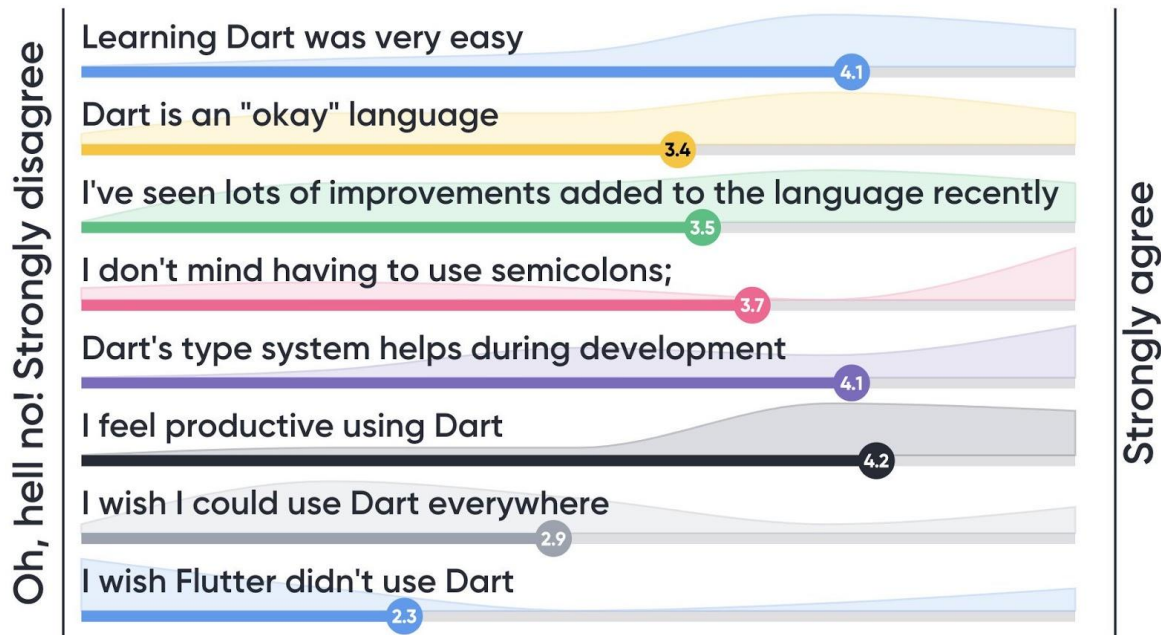 Oh, hell no! Strongly disagree
Learning Dart was very easy
4.1
Dart is an "okay" language
3.4
I've seen lots of improvements added to the language recently
3.5
I don't mind having to use semicolons;
3.7
Dart's type system helps during development
4.1
I feel productive using Dart
4.2
I wish I could use Dart everywhere
2.9
I wish Flutter didn't use Dart
2.3
Strongly agree